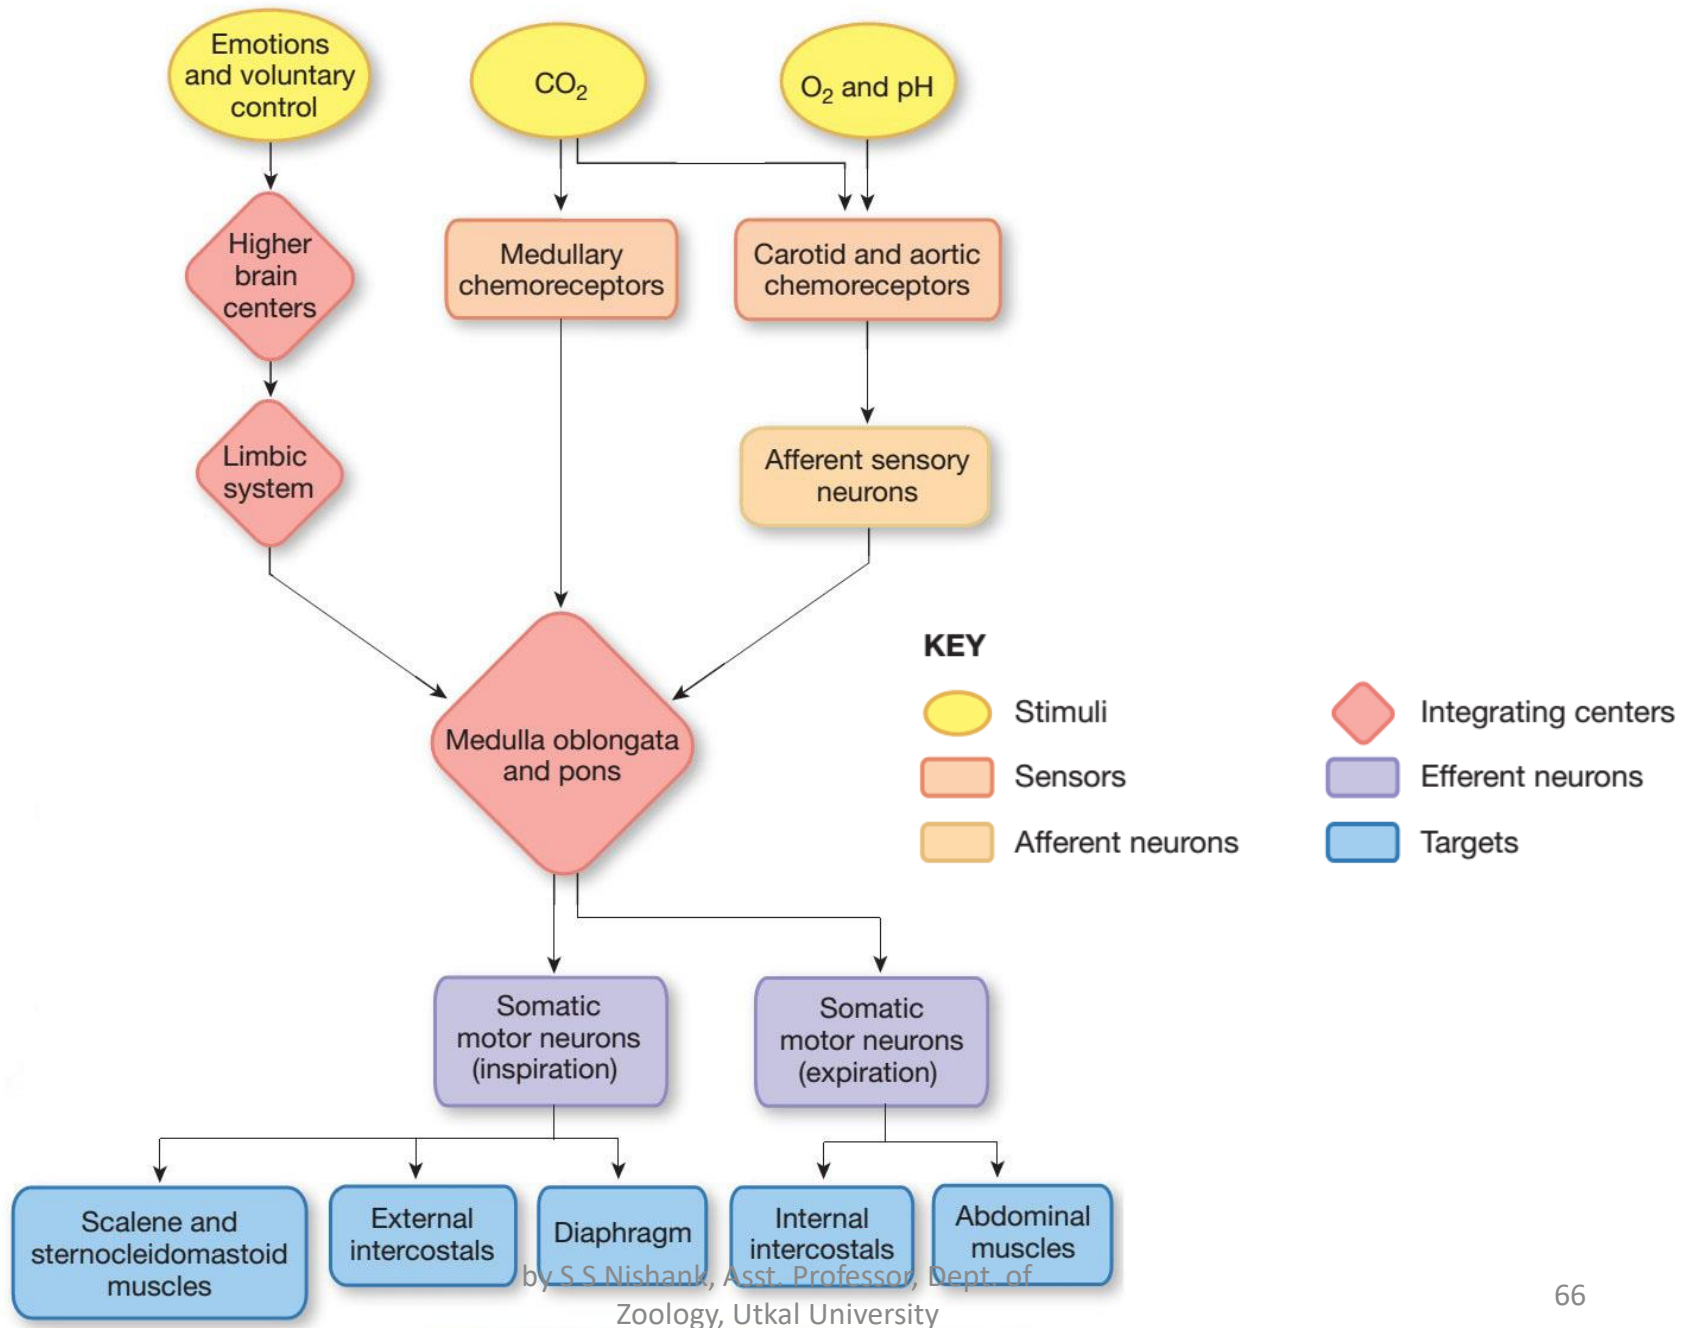 Emotions
and voluntary
control
CO₂
O₂ and pH
Higher
brain
centers
Medullary
chemoreceptors
Carotid and aortic
chemoreceptors
Limbic
system
Afferent sensory
neurons
Medulla oblongata
and pons
KEY
Stimuli
Sensors
Afferent neurons
Integrating centers
Efferent neurons
Targets
Somatic
motor neurons
(inspiration)
Somatic
motor neurons
(expiration)
Scalene and
sternocleidomastoid
muscles
External
intercostals
Diaphragm
Internal
intercostals
Abdominal
muscles
by S S Nishank, Asst. Professor, Dept. of
Zoology, Utkal University
66